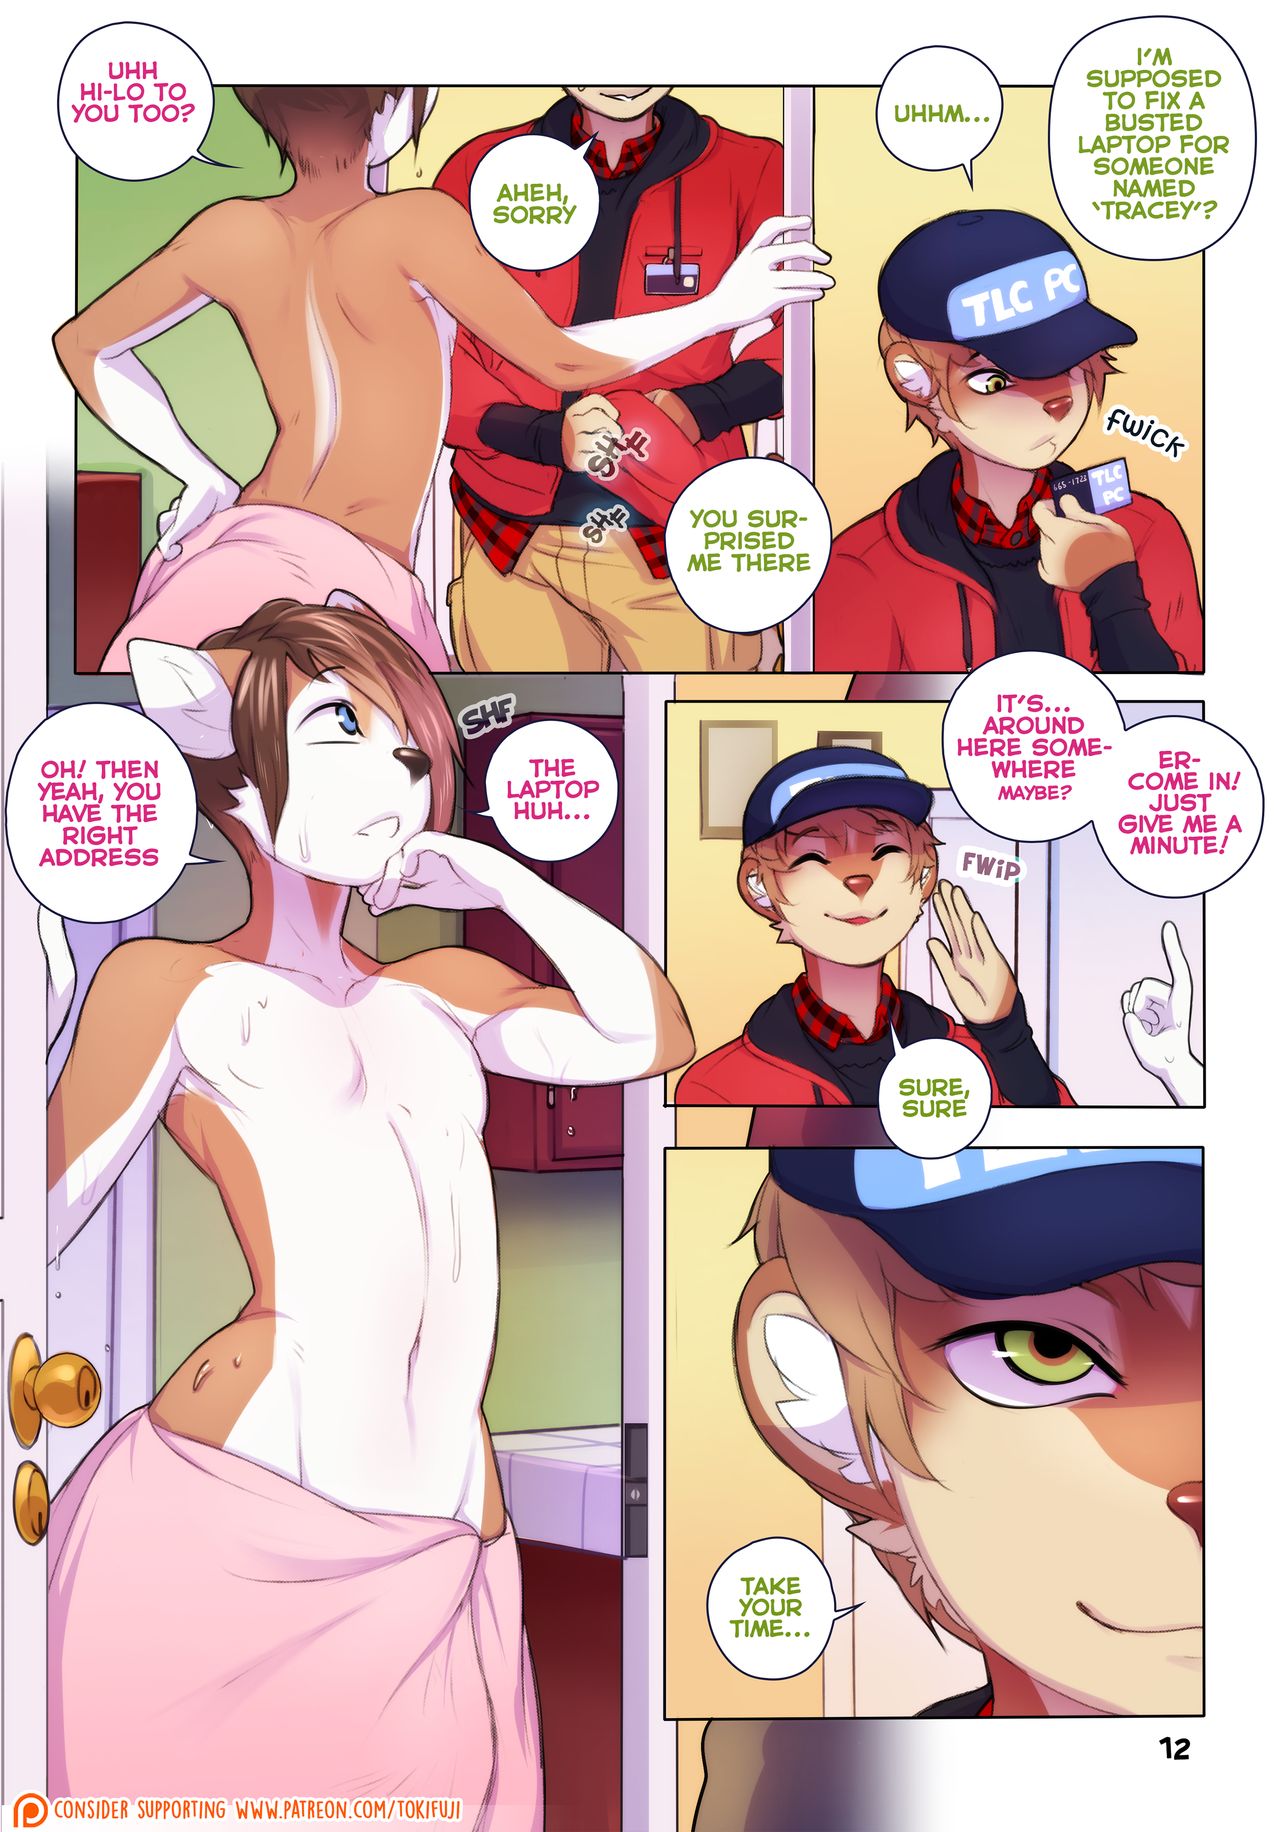 UHH
HI-LO TO
YOU TOO?
AHEH,
SORRY
SHF
SHF
YOU SUR-
PRISED
ME THERE
UHHM...
I'M
SUPPOSED
TO FIX A
BUSTED
LAPTOP FOR
SOMEONE
NAMED
'TRACEY'?
TLC PC
FWICK
665-1723
TLC
PC
OH! THEN
YEAH, YOU
HAVE THE
RIGHT
ADDRESS
SHF
THE
LAPTOP
HUH...
IT'S...
AROUND
HERE SOME-
WHERE
MAYBE?
ER-
COME IN!
JUST
GIVE ME A
MINUTE!
FWIP
SURE,
SURE
TAKE
YOUR
TIME...
12
CONSIDER SUPPORTING WWW.PATREON.COM/TOKIFUJI